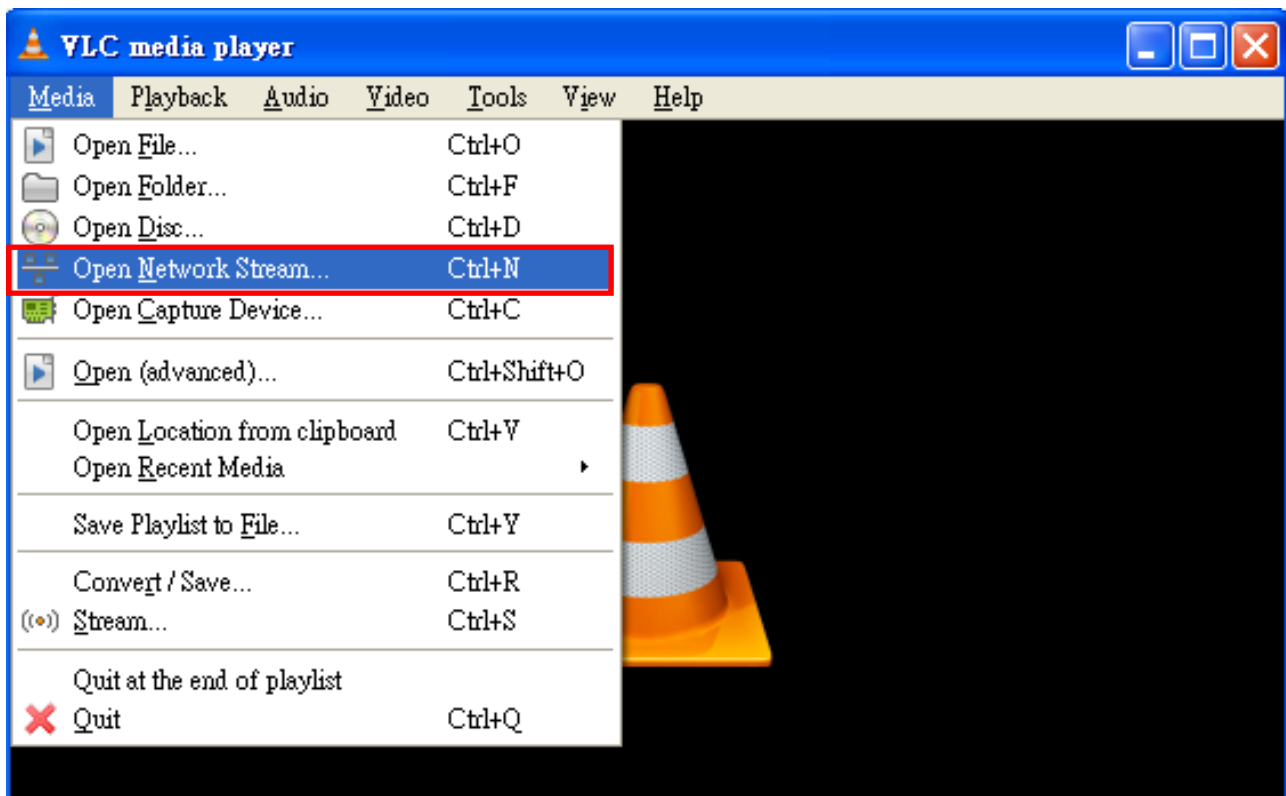 VLC media player
Media Playback Audio Video Tools View Help
Open File... Ctrl+O
Open Folder... Ctrl+F
Open Disc... Ctrl+D
Open Network Stream... Ctrl+N
Open Capture Device... Ctrl+C
Open (advanced)... Ctrl+Shift+O
Open Location from clipboard Ctrl+V
Open Recent Media
Save Playlist to File... Ctrl+Y
Convert / Save... Ctrl+R
Stream... Ctrl+S
Quit at the end of playlist
Quit Ctrl+Q